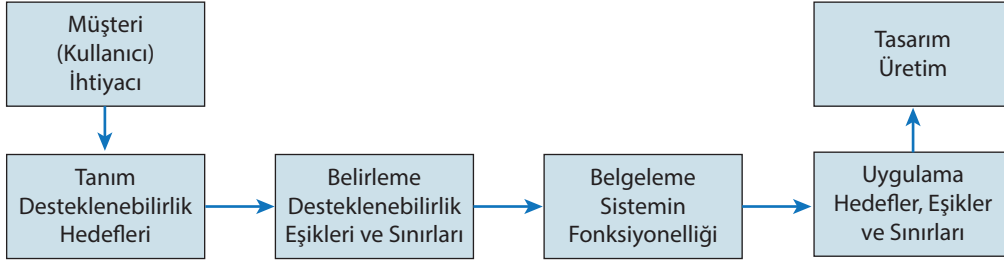 Müşteri
(Kullanıcı)
İhtiyacı
Tanım
Desteklenebilirlik
Hedefleri
Belirleme
Desteklenebilirlik
Eşikleri ve Sınırları
Belgeleme
Sistemin
Fonksiyonelliği
Uygulama
Hedefler, Eşikler
ve Sınırları
Tasarım
Üretim